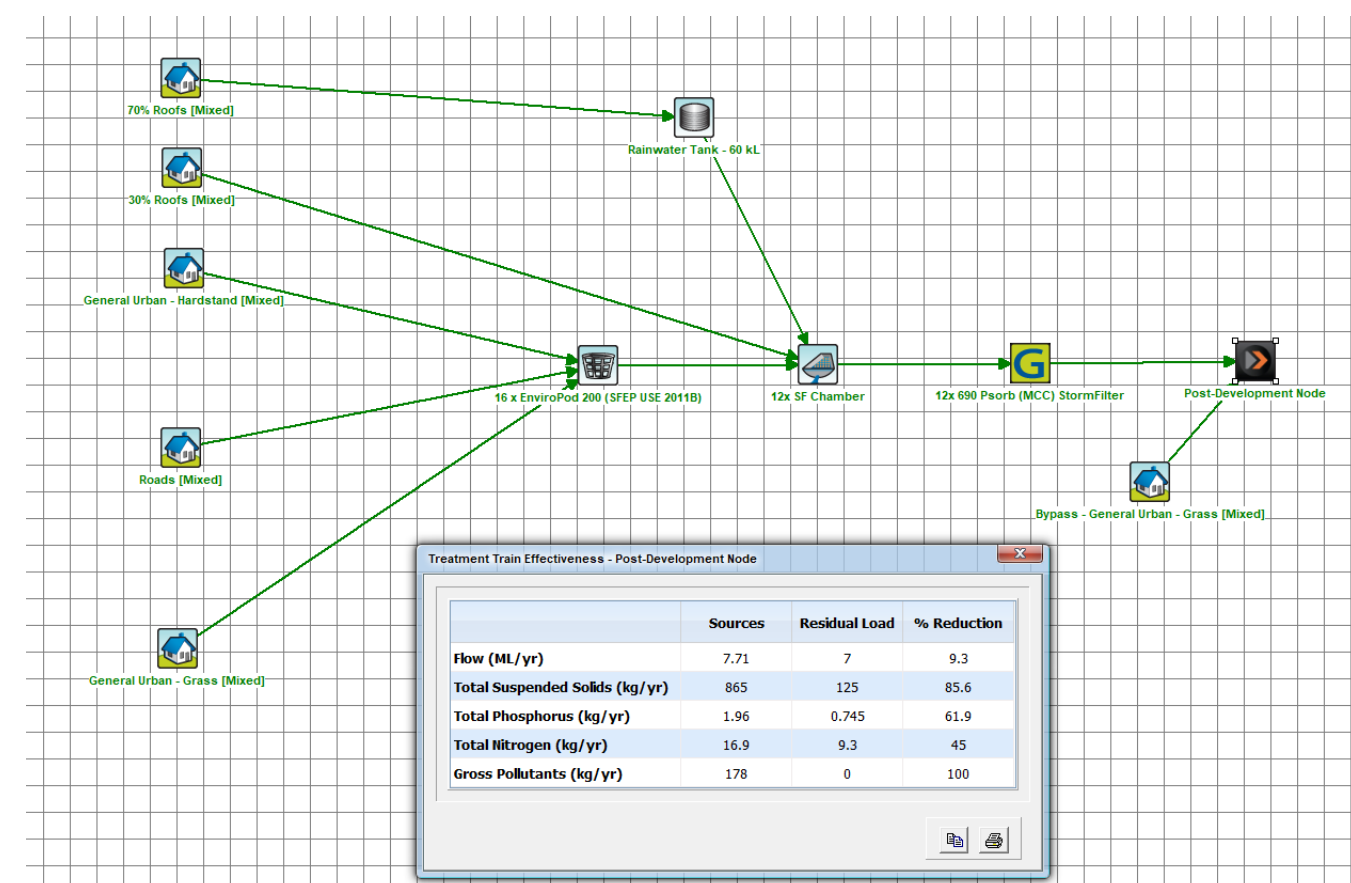 70% Roofs [Mixed]
Rainwater Tank - 60 kL
30% Roofs [Mixed]
General Urban - Hardstand [Mixed]
G
16 x EnviroPod 200 (SFEP USE 2011B)
12x SF Chamber
12x 690 Psorb (MCC) StormFilter
Post-Development Node
Roads [Mixed]
Bypass - General Urban - Grass [Mixed]
General Urban - Grass [Mixed]
Treatment Train Effectiveness - Post-Development Node
Sources Residual Load % Reduction
Flow (ML/yr) 7.71 7 9.3
Total Suspended Solids (kg/yr) 865 125 85.6
Total Phosphorus (kg/yr) 1.96 0.745 61.9
Total Nitrogen (kg/yr) 16.9 9.3 45
Gross Pollutants (kg/yr) 178 0 100